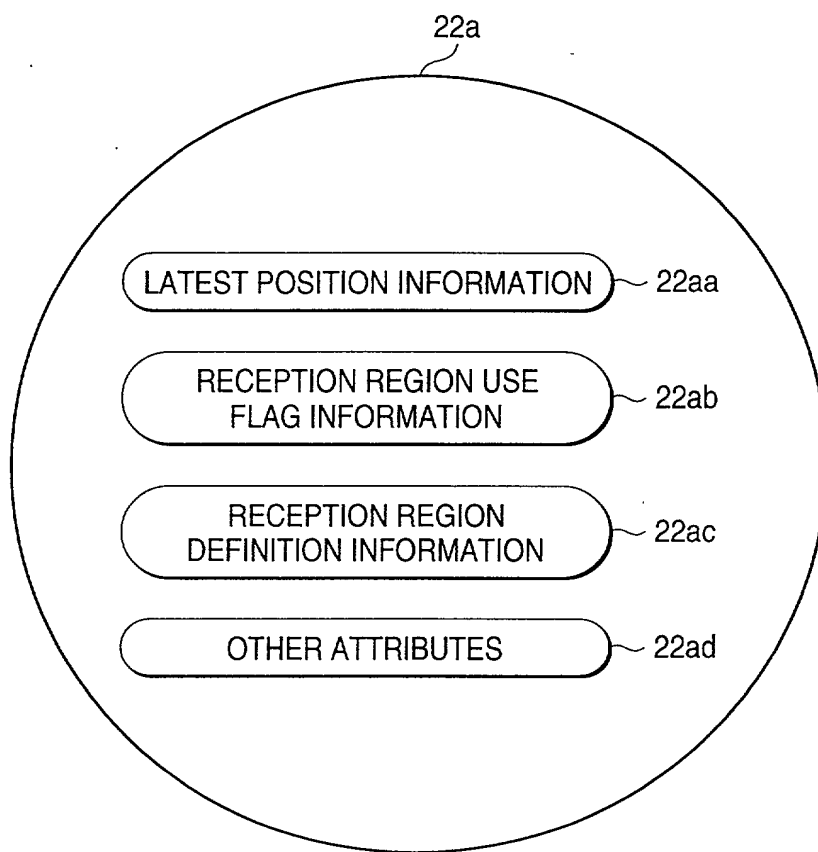 22a
LATEST POSITION INFORMATION
22aa
RECEPTION REGION USE
FLAG INFORMATION
22ab
RECEPTION REGION
DEFINITION INFORMATION
22ac
OTHER ATTRIBUTES
22ad